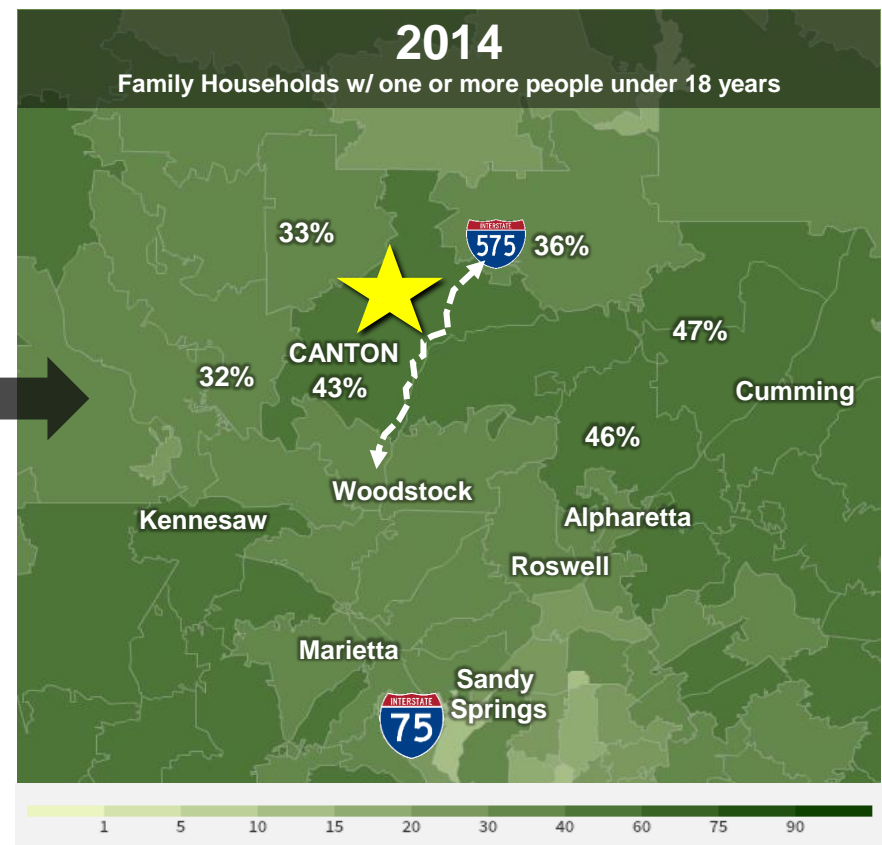 2014
Family Households w/ one or more people under 18 years
33%
INTERSTATE
575
36%
47%
CANTON
43%
32%
Cumming
46%
Woodstock
Kennesaw
Alpharetta
Roswell
Marietta
Sandy
Springs
INTERSTATE
75
1 5 10 15 20 30 40 60 75 90